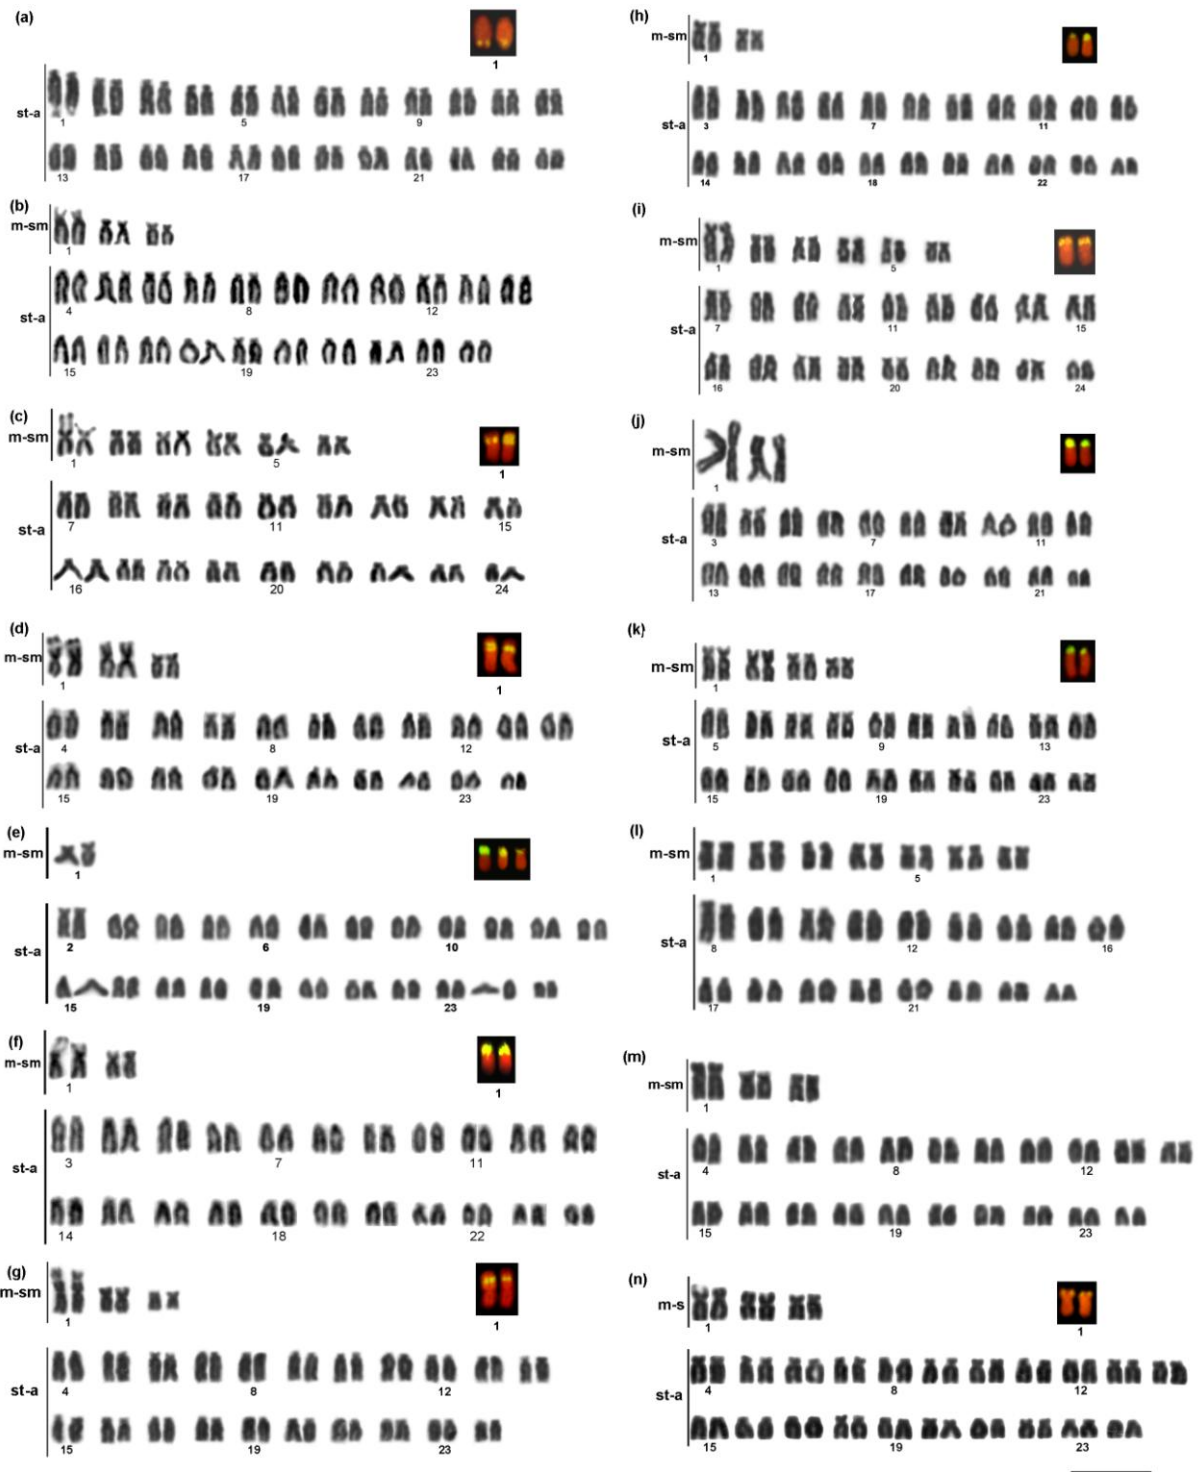 (a)
1
st-a
1 5 9
13 17 21
(b)
m-sm
1
st-a
4 8 12
15 19 23
(c)
m-sm
1 5
1
st-a
7 11 15
16 20 24
(d)
m-sm
1
1
st-a
4 8 12
15 19 23
(e)
m-sm
1
st-a
2 6 10
15 19 23
(f)
m-sm
1
1
st-a
3 7 11
14 18 22
(g)
m-sm
1
1
st-a
4 8 12
15 19 23
(h)
m-sm
1
st-a
3 7 11
14 18 22
(i)
m-sm
1 5
st-a
7 11 15
16 20 24
(j)
m-sm
1
st-a
3 7 11
13 17 21
(k)
m-sm
1
st-a
5 9 13
15 19 23
(l)
m-sm
1 5
st-a
8 12 16
17 21
(m)
m-sm
1
st-a
4 8 12
15 19 23
(n)
m-s
1
1
st-a
4 8 12
15 19 23